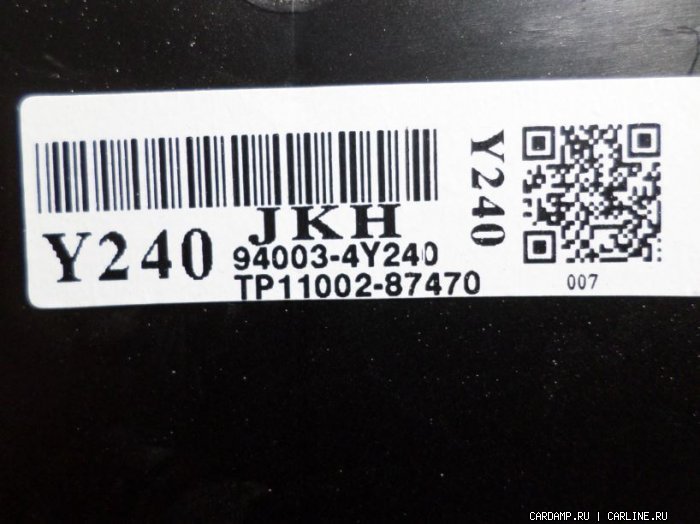 JKH
Y240
94003-4Y240
TP11002-87470
Y240
007
CARDAMP.RU | CARLINE.RU